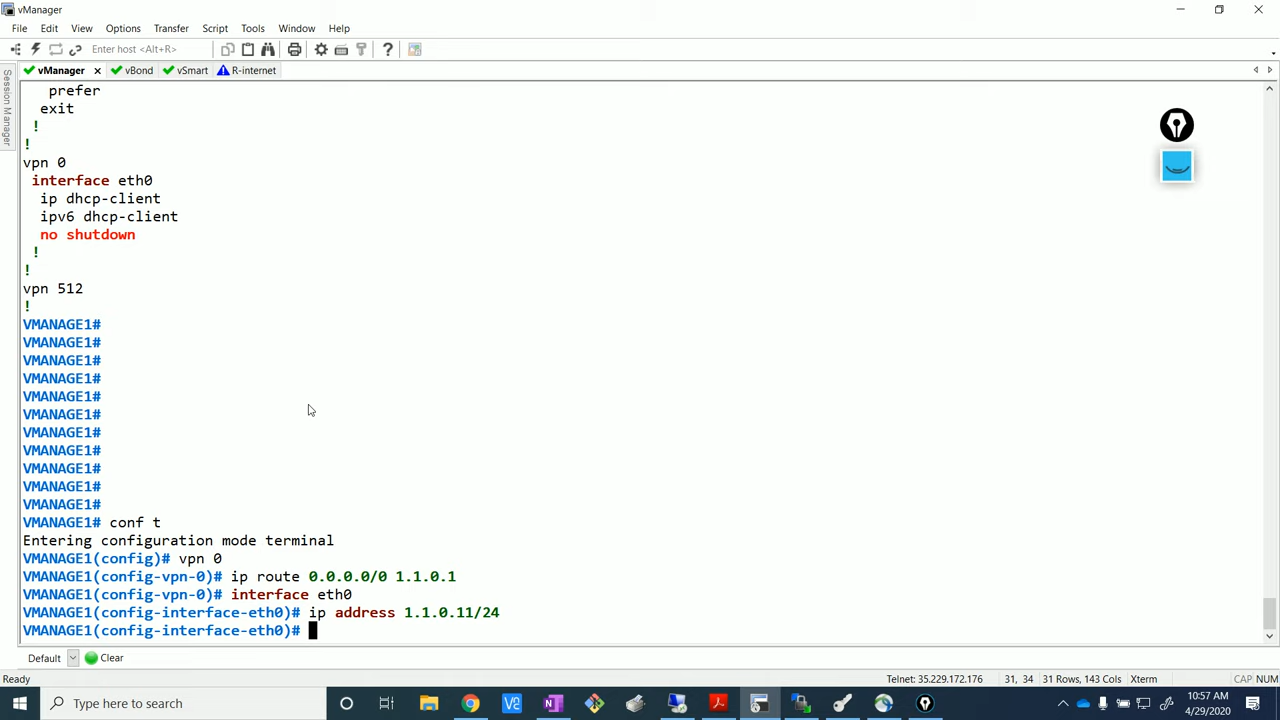 vManager
File Edit View Options Transfer Script Tools Window Help
Enter host <Alt+R>
vManager vBond vSmart R-internet
Session Manager
prefer
exit
!
!
vpn 0
interface eth0
ip dhcp-client
ipv6 dhcp-client
no shutdown
!
!
vpn 512
!
VMANAGE1#
VMANAGE1#
VMANAGE1#
VMANAGE1#
VMANAGE1#
VMANAGE1#
VMANAGE1#
VMANAGE1#
VMANAGE1#
VMANAGE1#
VMANAGE1#
VMANAGE1# conf t
Entering configuration mode terminal
VMANAGE1(config)# vpn 0
VMANAGE1(config-vpn-0)# ip route 0.0.0.0/0 1.1.0.1
VMANAGE1(config-vpn-0)# interface eth0
VMANAGE1(config-interface-eth0)# ip address 1.1.0.11/24
VMANAGE1(config-interface-eth0)#
Default Clear
Ready Telnet: 35.229.172.176 31, 34 31 Rows, 143 Cols Xterm CAP NUM
Type here to search
10:57 AM
4/29/2020